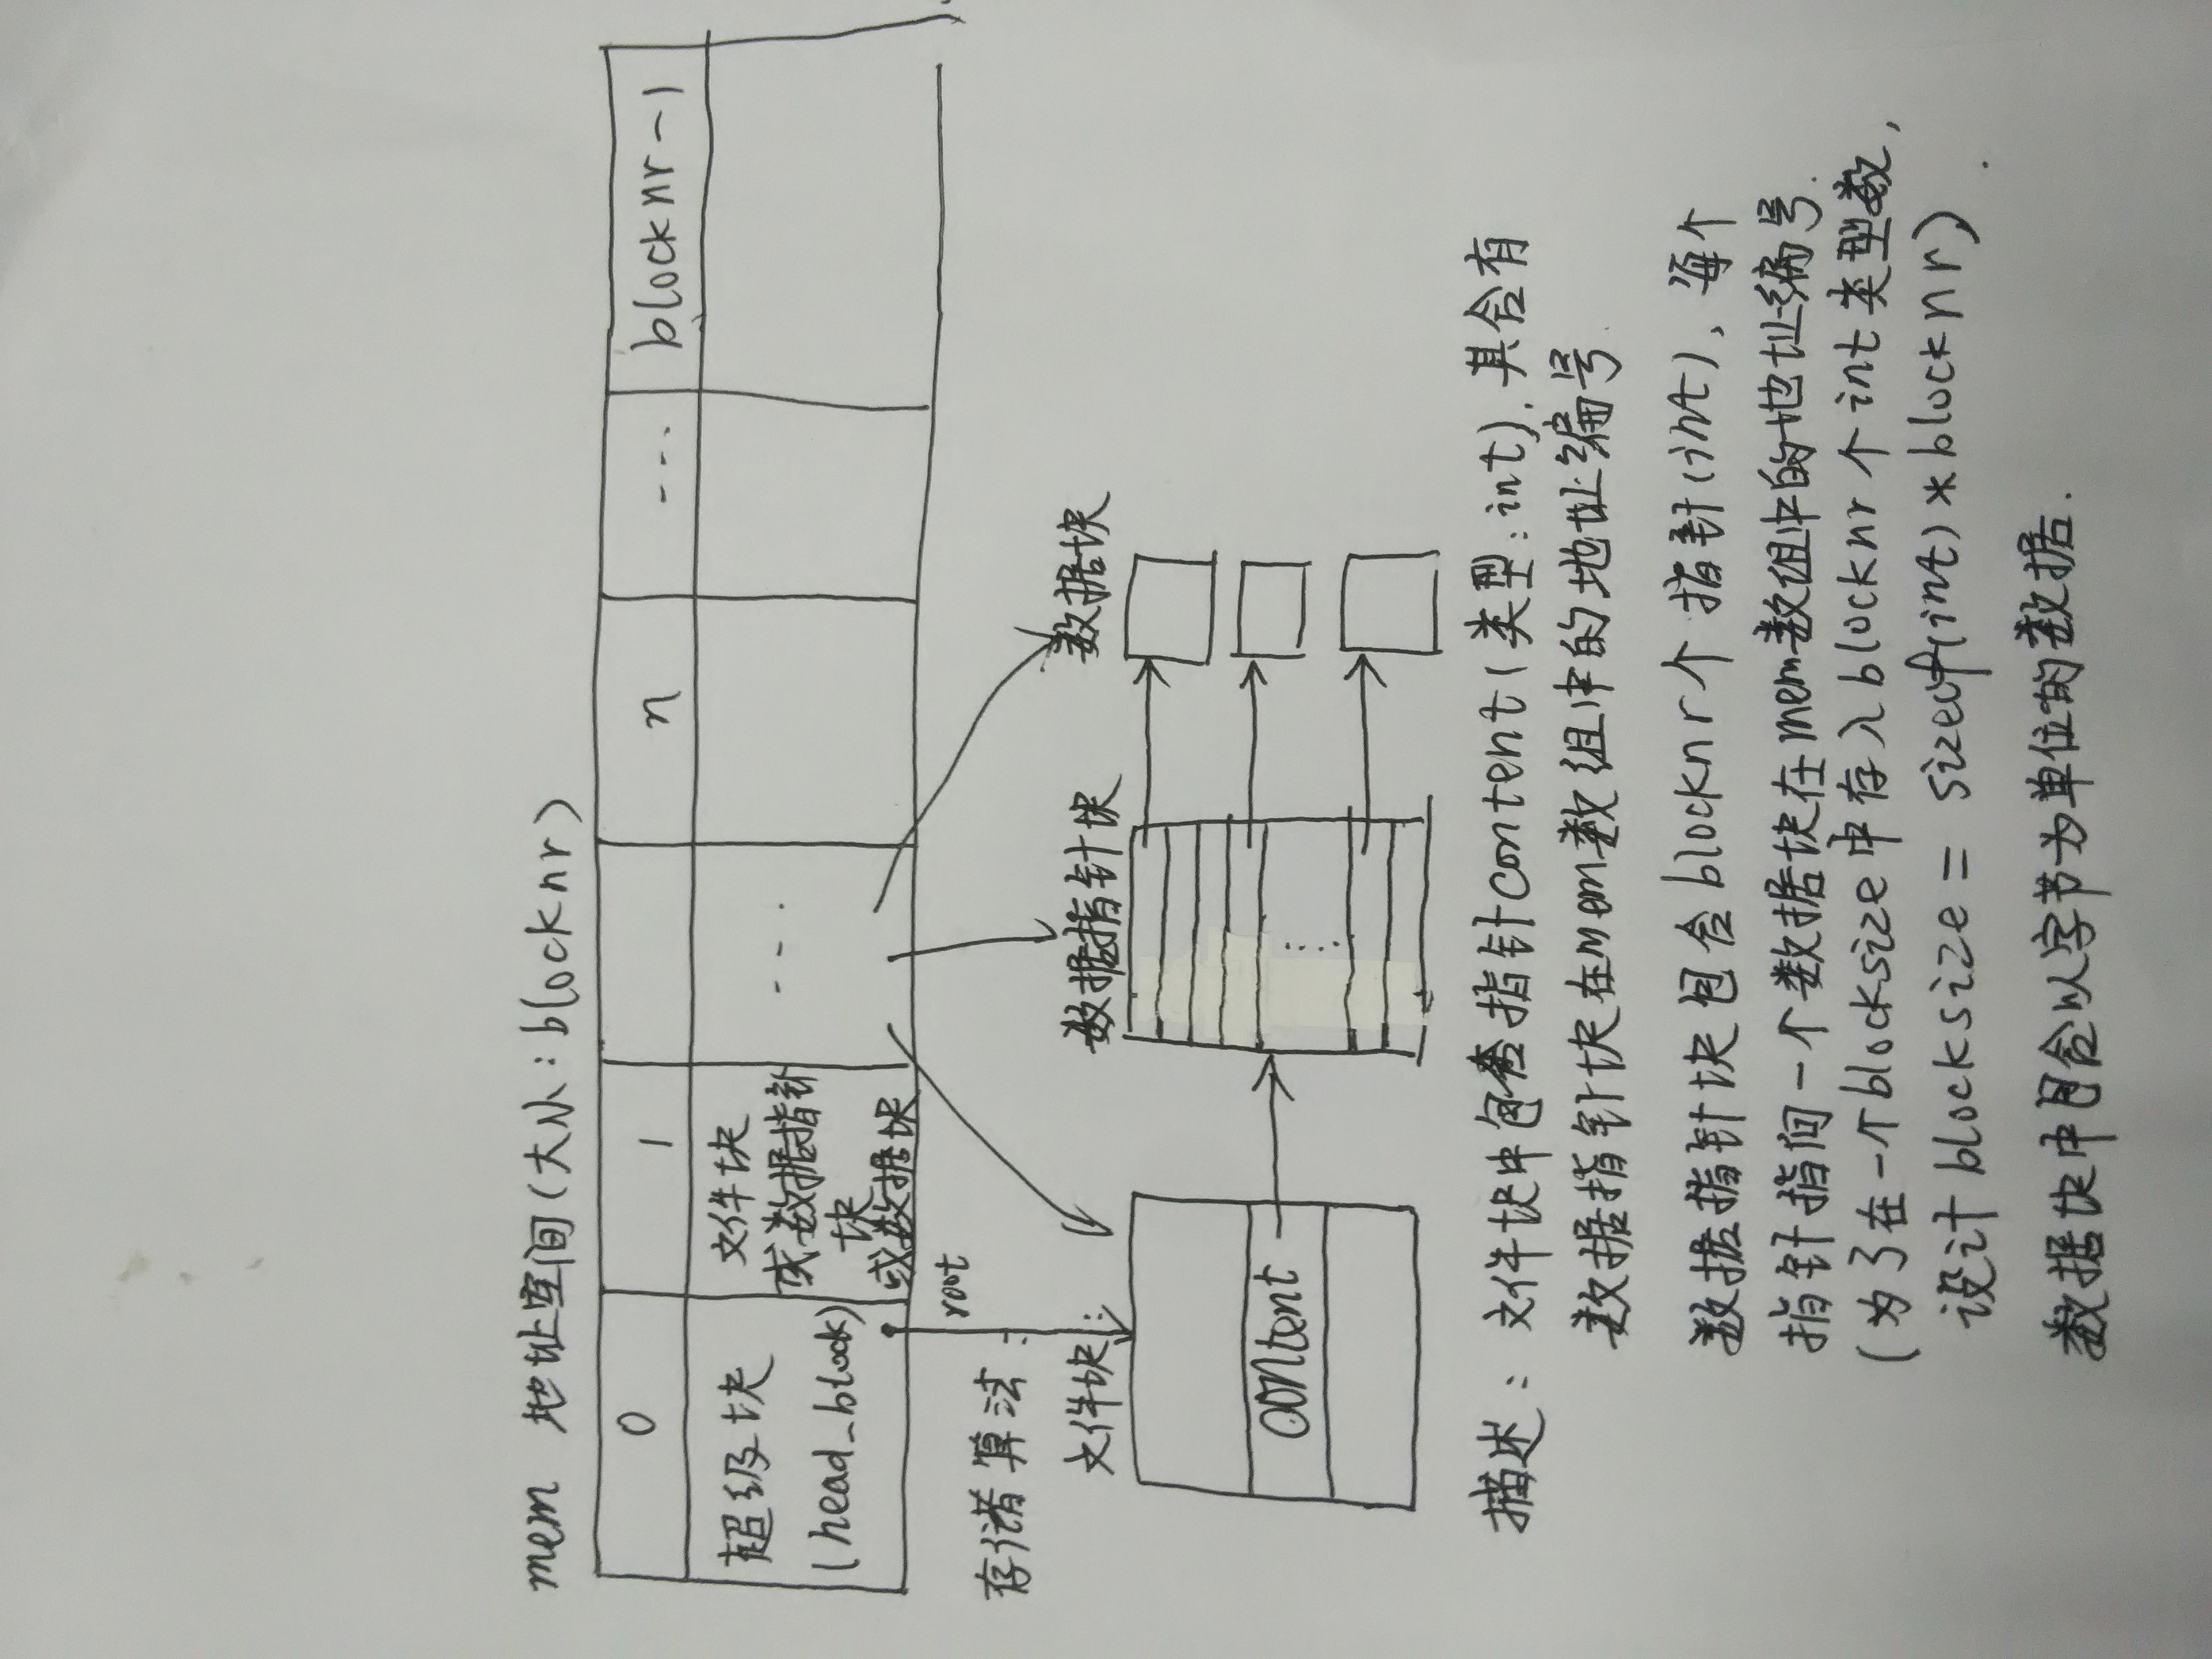 mem 地址空间(大小:blocknr)
0 1 n ... blocknr-1
超级块
(head_block)
文件块
或数据指针
块
或数据块
...
root
存诸算法:
文件块:
数据指针块
数据块
content
......
描述: 文件块中包含指针content(类型:int).其含有
数据指针块在mem数组中的地址编号.
数据指针块包含blocknr个指针(int),每个
指针指向一个数据块在mem数组中的地址编号.
(为了在一个blocksize中存入blocknr个int类型数,
设计blocksize = sizeof(int)*blocknr).
数据块中包含以字节为单位的数据.